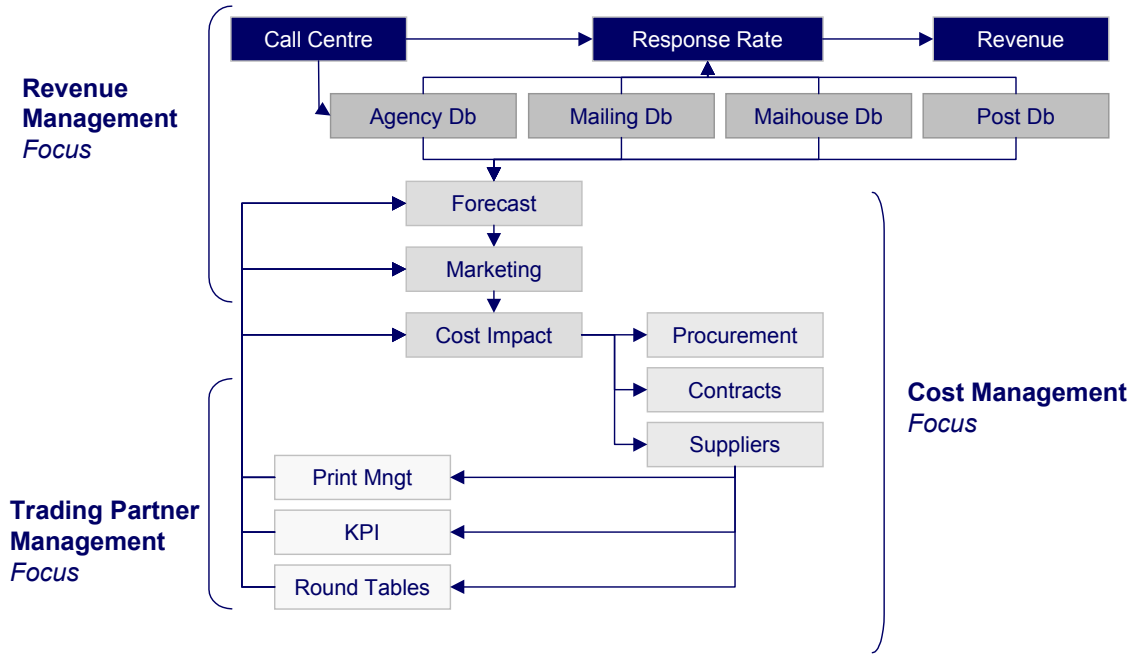 Call Centre
Response Rate
Revenue
Revenue
Management
Focus
Agency Db
Mailing Db
Maihouse Db
Post Db
Forecast
Marketing
Cost Impact
Procurement
Contracts
Suppliers
Cost Management
Focus
Trading Partner
Management
Focus
Print Mngt
KPI
Round Tables